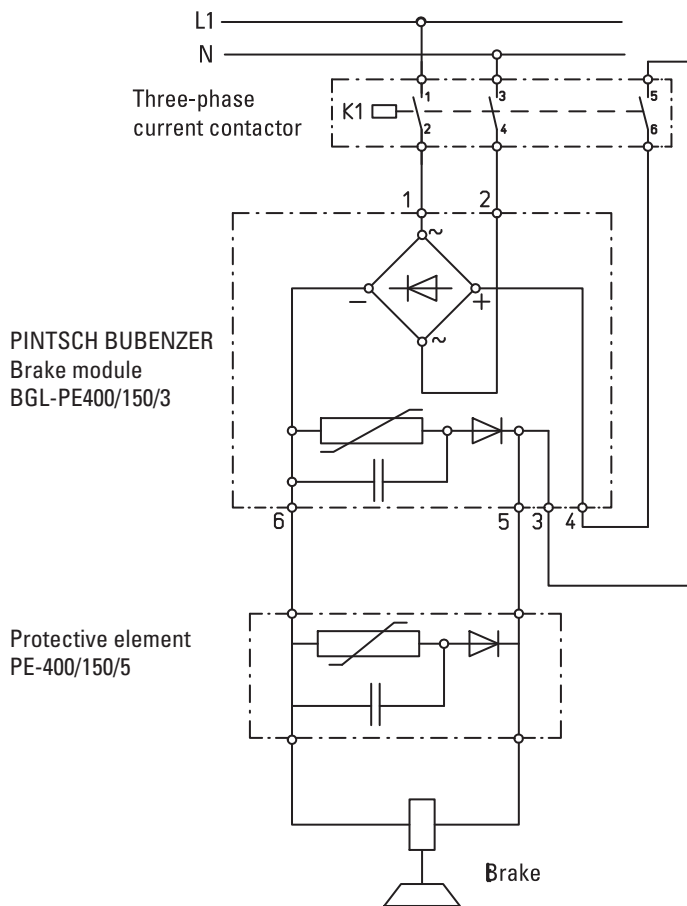 L1
N
Three-phase
current contactor
K1
1
3
5
2
4
6
1
2
~
−
+
~
PINTSCH BUBENZER
Brake module
BGL-PE400/150/3
6
5
3
4
Protective element
PE-400/150/5
Brake